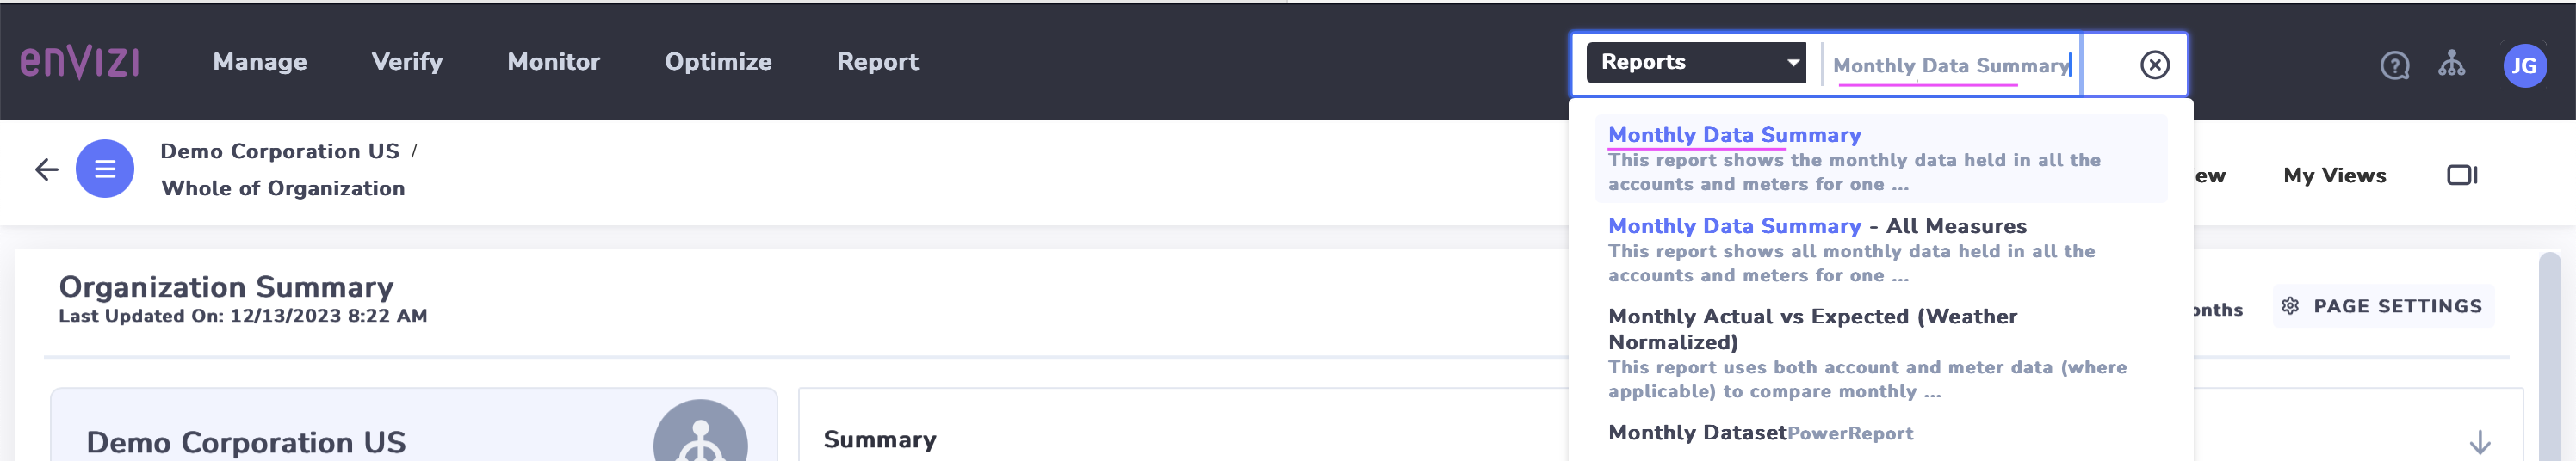 enVIZI
Manage Verify Monitor Optimize Report
Reports Monthly Data Summary
JG
Demo Corporation US /
Whole of Organization
ew My Views
Organization Summary
Last Updated On: 12/13/2023 8:22 AM
onths PAGE SETTINGS
Demo Corporation US
Summary
Monthly Data Summary
This report shows the monthly data held in all the
accounts and meters for one ...
Monthly Data Summary - All Measures
This report shows all monthly data held in all the
accounts and meters for one ...
Monthly Actual vs Expected (Weather
Normalized)
This report uses both account and meter data (where
applicable) to compare monthly ...
Monthly DatasetPowerReport